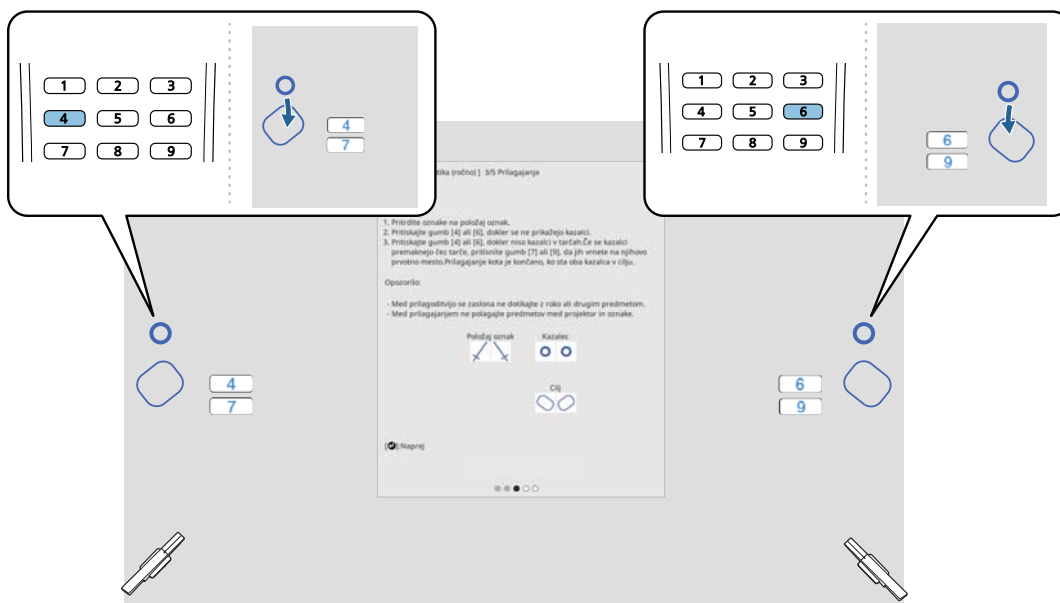 1 2 3
4 5 6
7 8 9
4
7
1 2 3
4 5 6
7 8 9
6
9
(ročno) ] 3/5 Prilagajanje
1. Pritrdite oznake na položaj oznak.
2. Pritiskajte gumb [4] ali [6], dokler se ne prikažejo kazalci.
3. Pritiskajte gumb [4] ali [6], dokler niso kazalci v tarčah.Če se kazalci
premaknejo čez tarče, pritisnite gumb [7] ali [9], da jih vrnete na njihovo
prvotno mesto.Prilagajanje kota je končano, ko sta oba kazalca v cilju.
Opozorilo:
- Med prilagoditvijo se zaslona ne dotikajte z roko ali drugim predmetom.
- Med prilagajanjem ne polagajte predmetov med projektor in oznake.
Položaj oznak Kazalec
Cilj
4
7
6
9
[ ]:Naprej